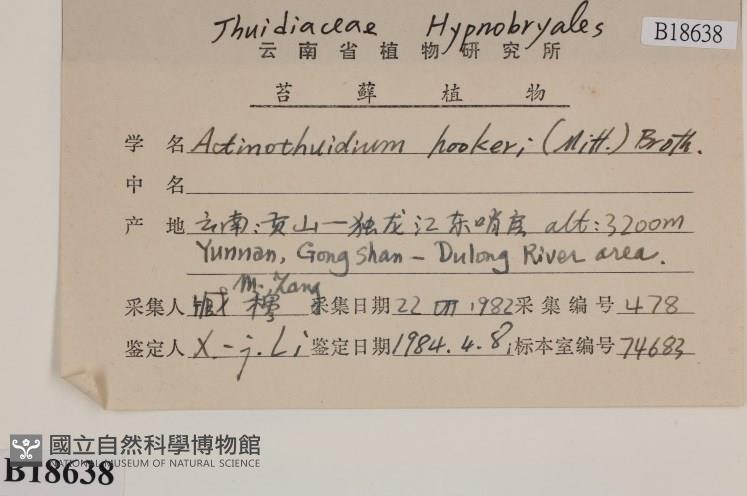 Thuidiaceae Hypnobryales
B18638
云南省植物研究所
苔藓植物
学名 Actinothuidium hookeri (Mitt.) Broth.
中名
产地 云南:贡山—独龙江东哨房 alt: 3200m
Yunnan, Gong shan - Dulong River area.
M. Zang
采集人 臧穆 采集日期 22 VII 1982 采集编号 478
鉴定人 X.-j. Li 鉴定日期 1984.4.8. 标本室编号 74683
國立自然科學博物館
NATIONAL MUSEUM OF NATURAL SCIENCE
B18638